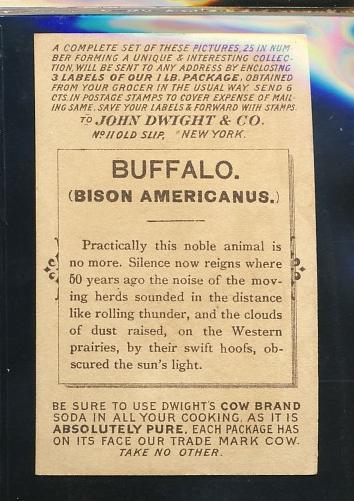 A COMPLETE SET OF THESE PICTURES, 25 IN NUM-
BER FORMING A UNIQUE & INTERESTING COLLEC-
TION, WILL BE SENT TO ANY ADDRESS BY ENCLOSING
3 LABELS OF OUR 1 LB. PACKAGE, OBTAINED
FROM YOUR GROCER IN THE USUAL WAY. SEND 6
CTS. IN POSTAGE STAMPS TO COVER EXPENSE OF MAIL-
ING SAME. SAVE YOUR LABELS & FORWARD WITH STAMPS.
TO JOHN DWIGHT & CO.
No 11 OLD SLIP, "NEW YORK.
BUFFALO.
(BISON AMERICANUS.)
Practically this noble animal is
no more. Silence now reigns where
50 years ago the noise of the mov-
ing herds sounded in the distance
like rolling thunder, and the clouds
of dust raised, on the Western
prairies, by their swift hoofs, ob-
scured the sun's light.
BE SURE TO USE DWIGHT'S COW BRAND
SODA IN ALL YOUR COOKING, AS IT IS
ABSOLUTELY PURE. EACH PACKAGE HAS
ON ITS FACE OUR TRADE MARK COW.
TAKE NO OTHER.